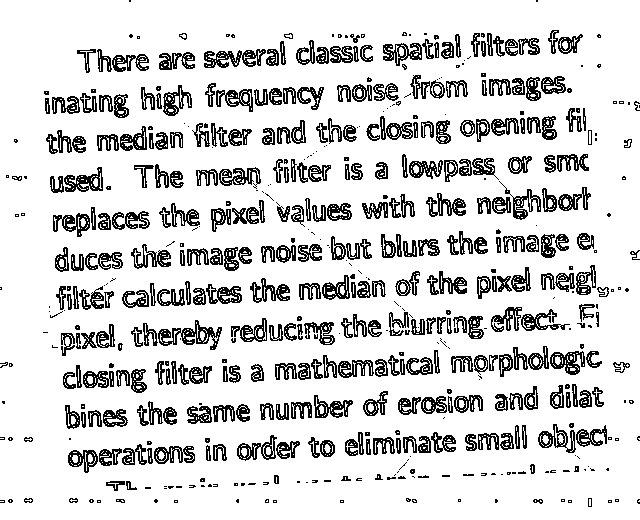 There are several classic spatial filters for
inating high frequency noise from images.
the median filter and the closing opening fil
used. The mean filter is a lowpass or smo
replaces the pixel values with the neighborh
duces the image noise but blurs the image e
filter calculates the median of the pixel neigl
pixel, thereby reducing the blurring effect. Fi
closing filter is a mathematical morphologic
bines the same number of erosion and dilat
operations in order to eliminate small object